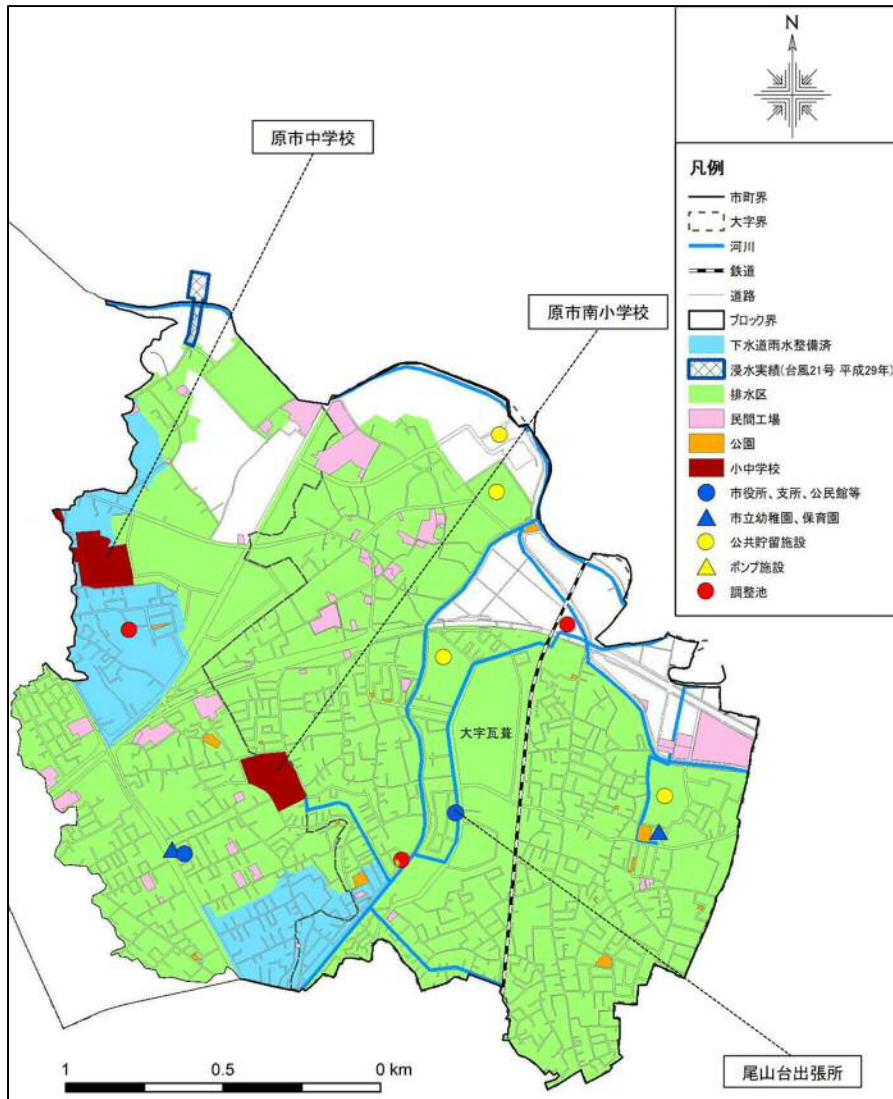 N
原市中学校
凡例
市町界
大字界
河川
鉄道
道路
ブロック界
下水道雨水整備済
浸水実績(台風21号 平成29年)
排水区
民間工場
公園
小中学校
市役所、支所、公民館等
市立幼稚園、保育園
公共貯留施設
ポンプ施設
調整池
原市南小学校
大字瓦葺
尾山台出張所
1 0.5 0 km